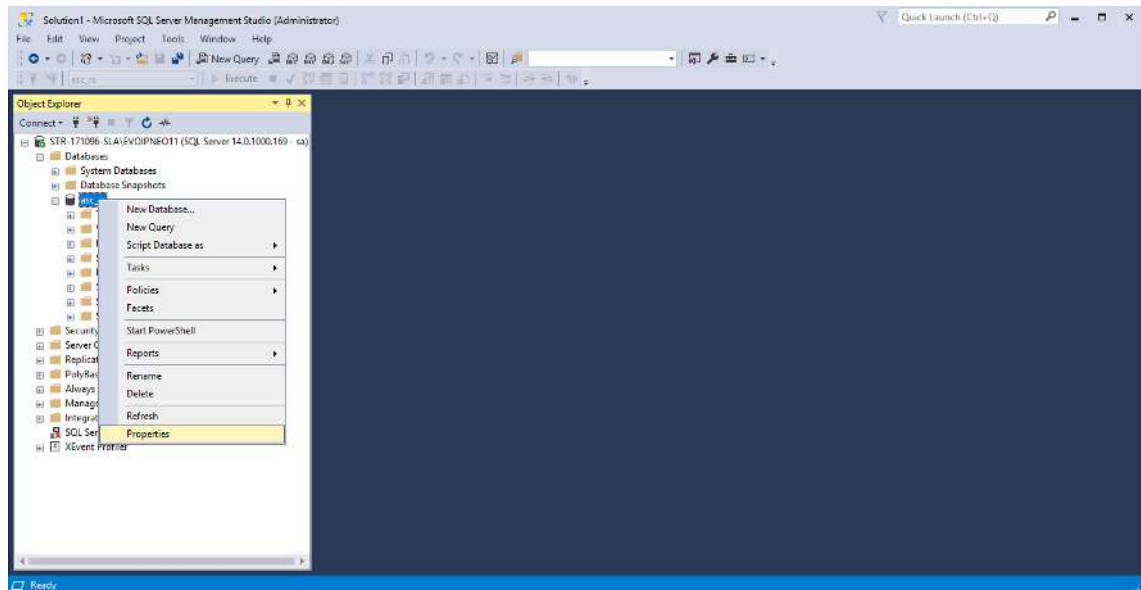 Solution1 - Microsoft SQL Server Management Studio (Administrator)
Quick Launch (Ctrl+Q)
File Edit View Project Tools Window Help
New Query
Execute
Object Explorer
Connect
STR-171096-SLA\EVOIPNEO11 (SQL Server 14.0.1000.169 - sa)
Databases
System Databases
Database Snapshots
New Database...
New Query
Script Database as
Tasks
Policies
Facets
Start PowerShell
Reports
Rename
Delete
Refresh
Properties
Security
Server O
Replicat
PolyBas
Always
Manage
Integrat
SQL Ser
XEvent Profiler
Ready